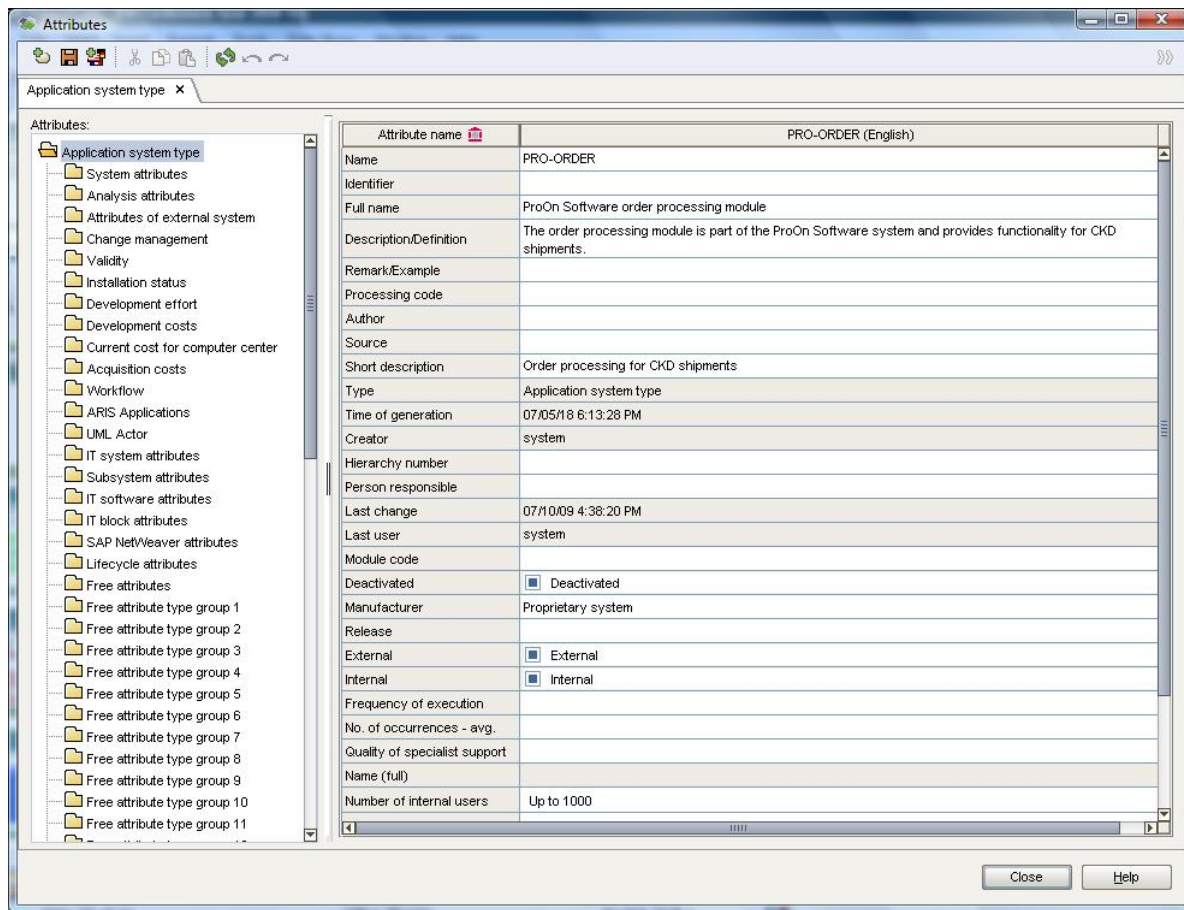 Attributes
Application system type
Attributes:
Application system type
System attributes
Analysis attributes
Attributes of external system
Change management
Validity
Installation status
Development effort
Development costs
Current cost for computer center
Acquisition costs
Workflow
ARIS Applications
UML Actor
IT system attributes
Subsystem attributes
IT software attributes
IT block attributes
SAP NetWeaver attributes
Lifecycle attributes
Free attributes
Free attribute type group 1
Free attribute type group 2
Free attribute type group 3
Free attribute type group 4
Free attribute type group 5
Free attribute type group 6
Free attribute type group 7
Free attribute type group 8
Free attribute type group 9
Free attribute type group 10
Free attribute type group 11
Attribute name PRO-ORDER (English)
Name PRO-ORDER
Identifier
Full name ProOn Software order processing module
Description/Definition The order processing module is part of the ProOn Software system and provides functionality for CKD
shipments.
Remark/Example
Processing code
Author
Source
Short description Order processing for CKD shipments
Type Application system type
Time of generation 07/05/18 6:13:28 PM
Creator system
Hierarchy number
Person responsible
Last change 07/10/09 4:38:20 PM
Last user system
Module code
Deactivated Deactivated
Manufacturer Proprietary system
Release
External External
Internal Internal
Frequency of execution
No. of occurrences - avg.
Quality of specialist support
Name (full)
Number of internal users Up to 1000
Close Help